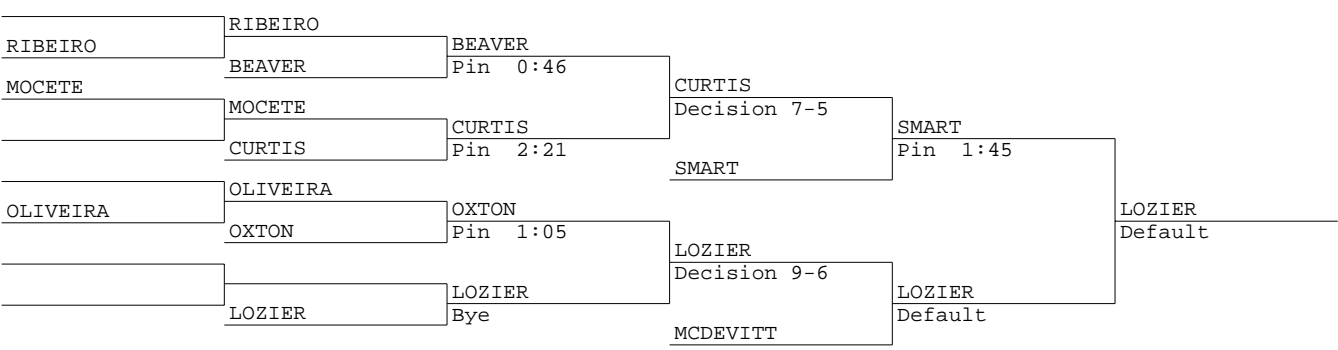 RIBEIRO
RIBEIRO
BEAVER
BEAVER
Pin 0:46
MOCETE
CURTIS
MOCETE
Decision 7-5
CURTIS
SMART
CURTIS
Pin 2:21
Pin 1:45
SMART
OLIVEIRA
OLIVEIRA
OXTON
LOZIER
OXTON
Pin 1:05
Default
LOZIER
Decision 9-6
LOZIER
LOZIER
LOZIER
Bye
Default
MCDEVITT